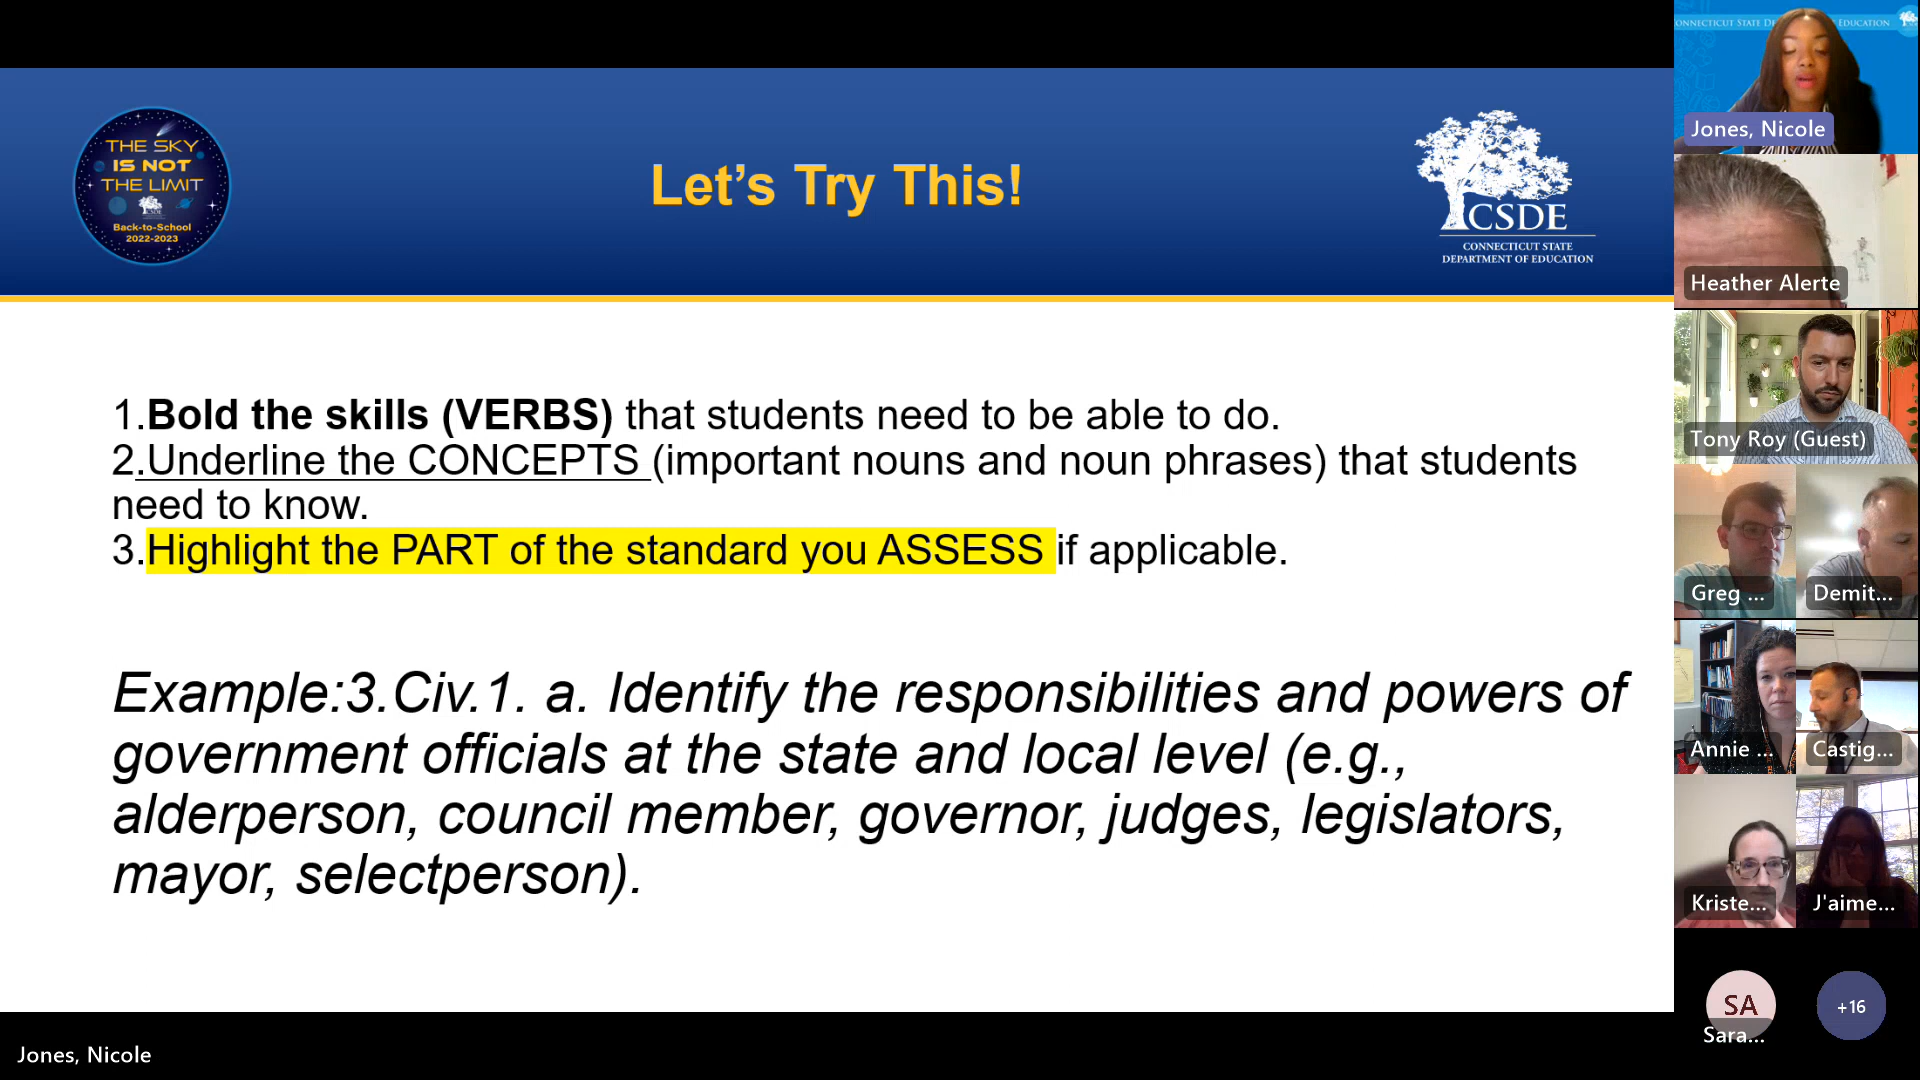 THE SKY
IS NOT
THE LIMIT
CSDE
Back-to-School
2022-2023
Let's Try This!
CSDE
CONNECTICUT STATE
DEPARTMENT OF EDUCATION
1.Bold the skills (VERBS) that students need to be able to do.
2.Underline the CONCEPTS (important nouns and noun phrases) that students
need to know.
3.Highlight the PART of the standard you ASSESS if applicable.
Example:3.Civ.1. a. Identify the responsibilities and powers of
government officials at the state and local level (e.g.,
alderperson, council member, governor, judges, legislators,
mayor, selectperson).
Jones, Nicole
CONNECTICUT STATE DE EDUCATION
Jones, Nicole
Heather Alerte
Tony Roy (Guest)
Greg ...
Demit...
Annie ...
Castig...
Kriste...
J'aime...
SA
Sara...
+16